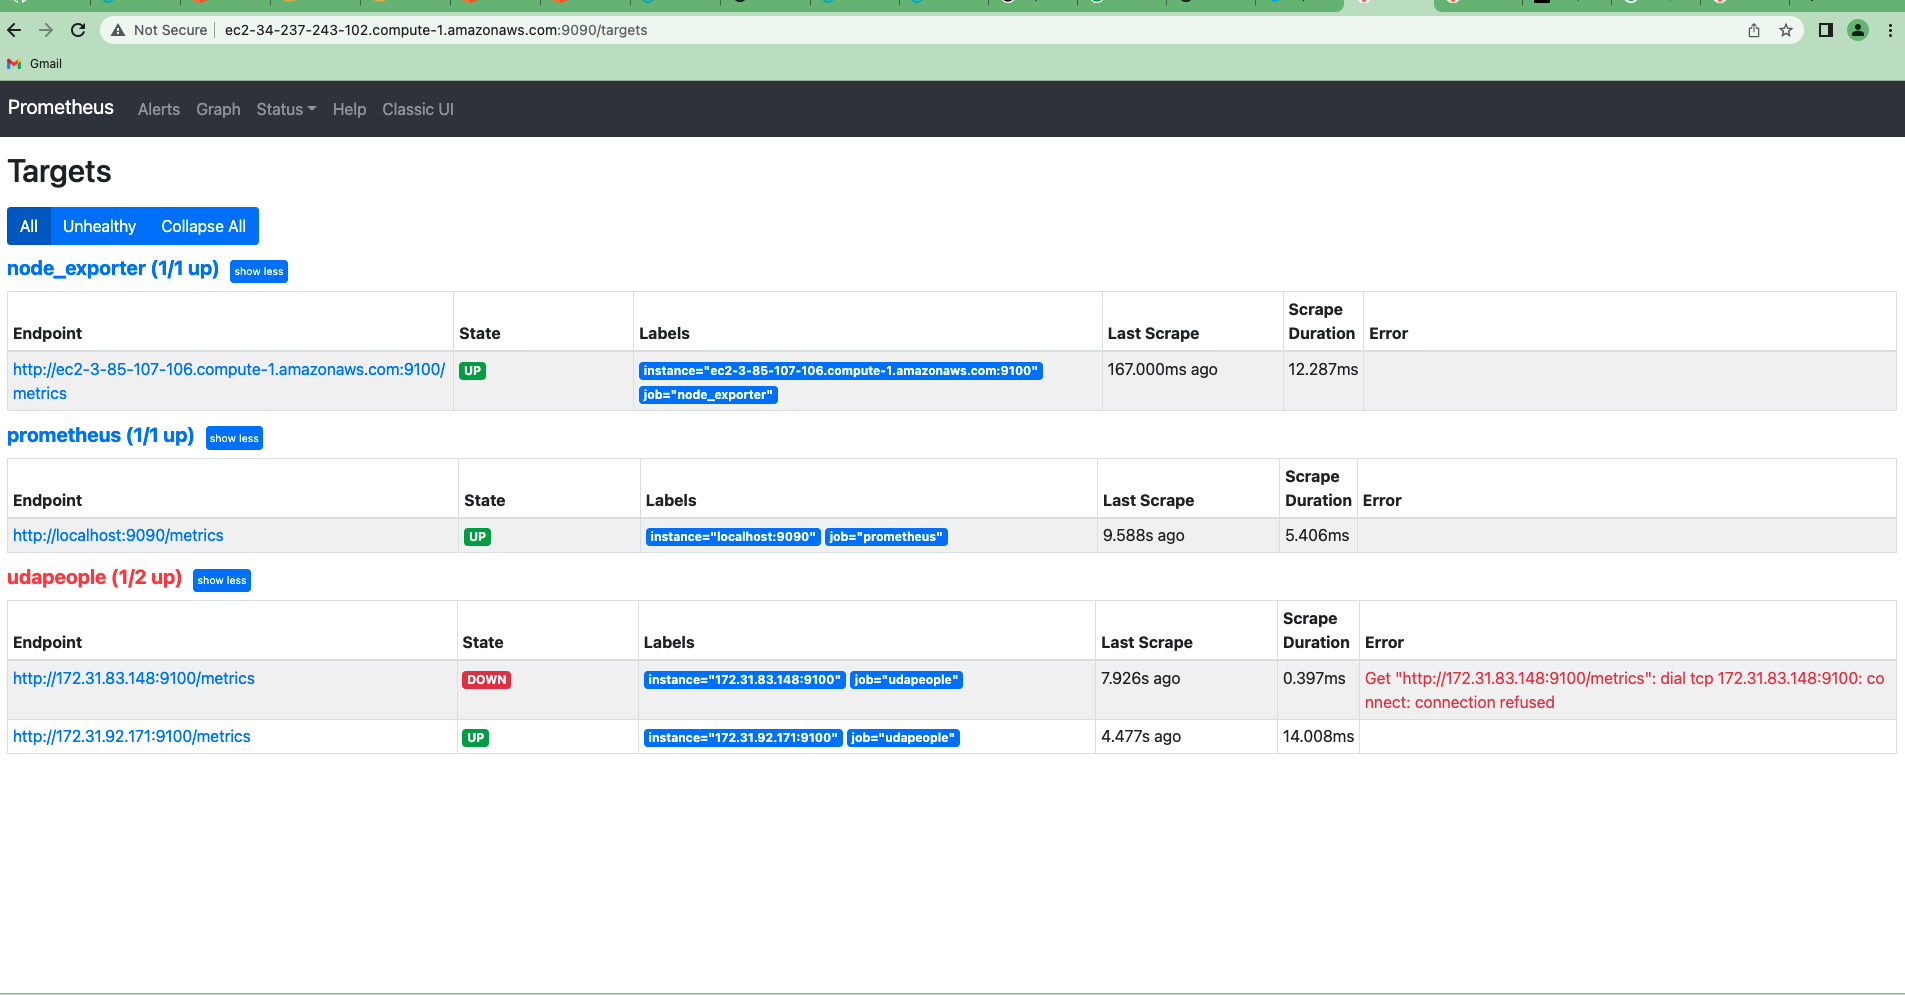 Not Secure ec2-34-237-243-102.compute-1.amazonaws.com:9090/targets
Gmail
Prometheus Alerts Graph Status Help Classic UI
Targets
All Unhealthy Collapse All
node_exporter (1/1 up) show less
Endpoint State Labels Last Scrape Scrape Duration Error
http://ec2-3-85-107-106.compute-1.amazonaws.com:9100/ UP instance="ec2-3-85-107-106.compute-1.amazonaws.com:9100" 167.000ms ago 12.287ms
metrics job="node_exporter"
prometheus (1/1 up) show less
Endpoint State Labels Last Scrape Scrape Duration Error
http://localhost:9090/metrics UP instance="localhost:9090" job="prometheus" 9.588s ago 5.406ms
udapeople (1/2 up) show less
Endpoint State Labels Last Scrape Scrape Duration Error
http://172.31.83.148:9100/metrics DOWN instance="172.31.83.148:9100" job="udapeople" 7.926s ago 0.397ms Get "http://172.31.83.148:9100/metrics": dial tcp 172.31.83.148:9100: co
nnect: connection refused
http://172.31.92.171:9100/metrics UP instance="172.31.92.171:9100" job="udapeople" 4.477s ago 14.008ms